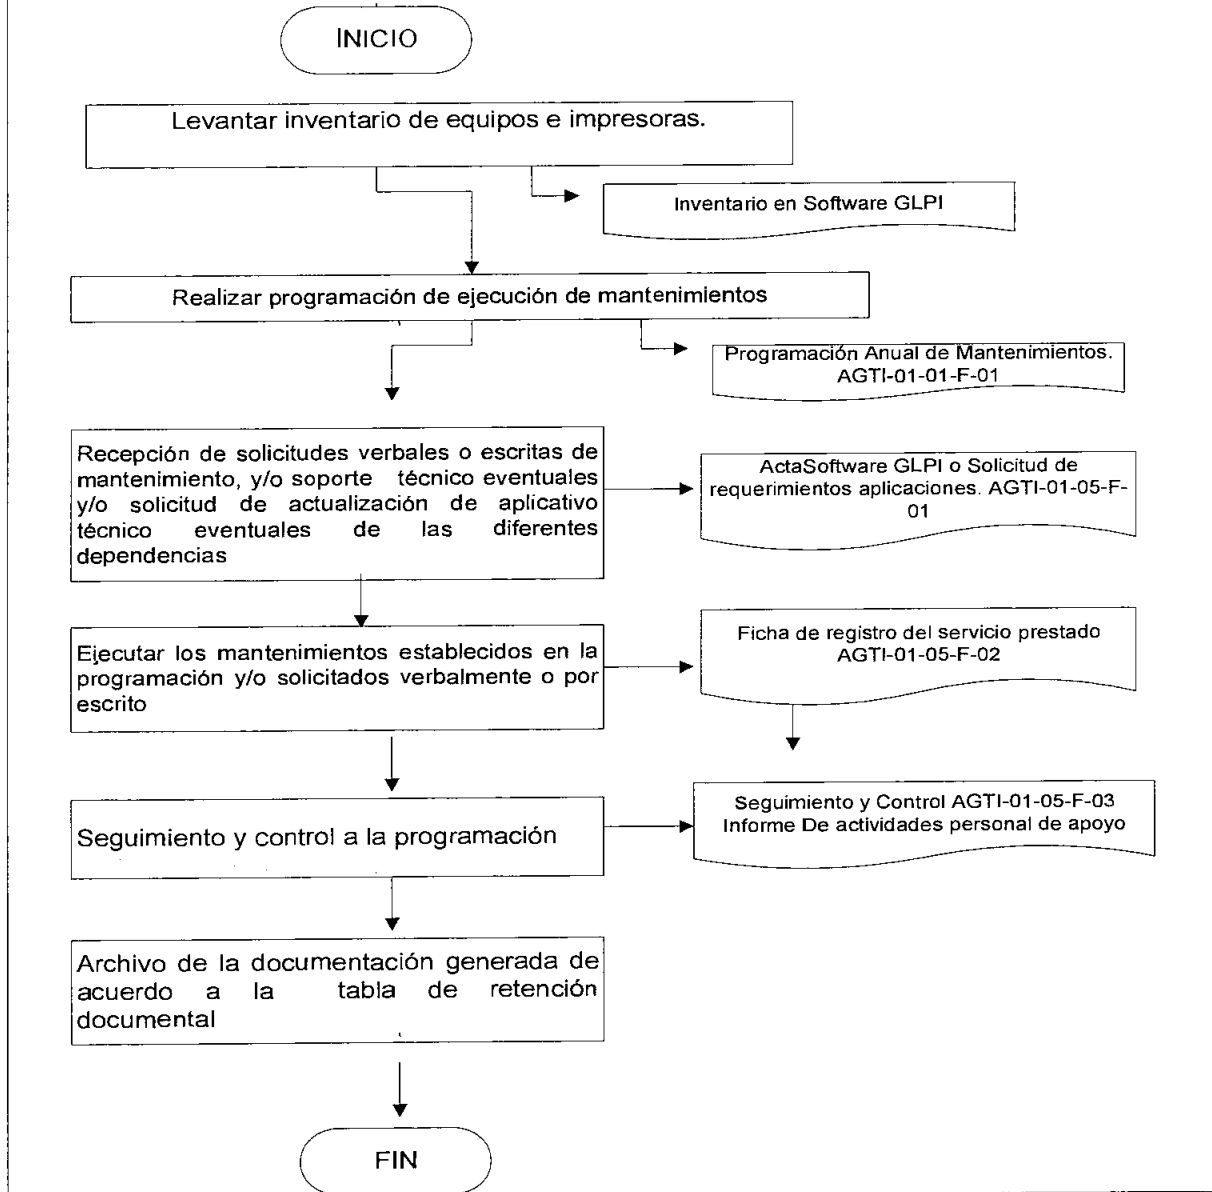 INICIO
Levantar inventario de equipos e impresoras.
Inventario en Software GLPI
Realizar programación de ejecución de mantenimientos
Programación Anual de Mantenimientos.
AGTI-01-01-F-01
Recepción de solicitudes verbales o escritas de
mantenimiento, y/o soporte técnico eventuales
y/o solicitud de actualización de aplicativo
técnico eventuales de las diferentes
dependencias
ActaSoftware GLPI o Solicitud de
requerimientos aplicaciones. AGTI-01-05-F-
01
Ejecutar los mantenimientos establecidos en la
programación y/o solicitados verbalmente o por
escrito
Ficha de registro del servicio prestado
AGTI-01-05-F-02
Seguimiento y control a la programación
Seguimiento y Control AGTI-01-05-F-03
Informe De actividades personal de apoyo
Archivo de la documentación generada de
acuerdo a la tabla de retención
documental
FIN